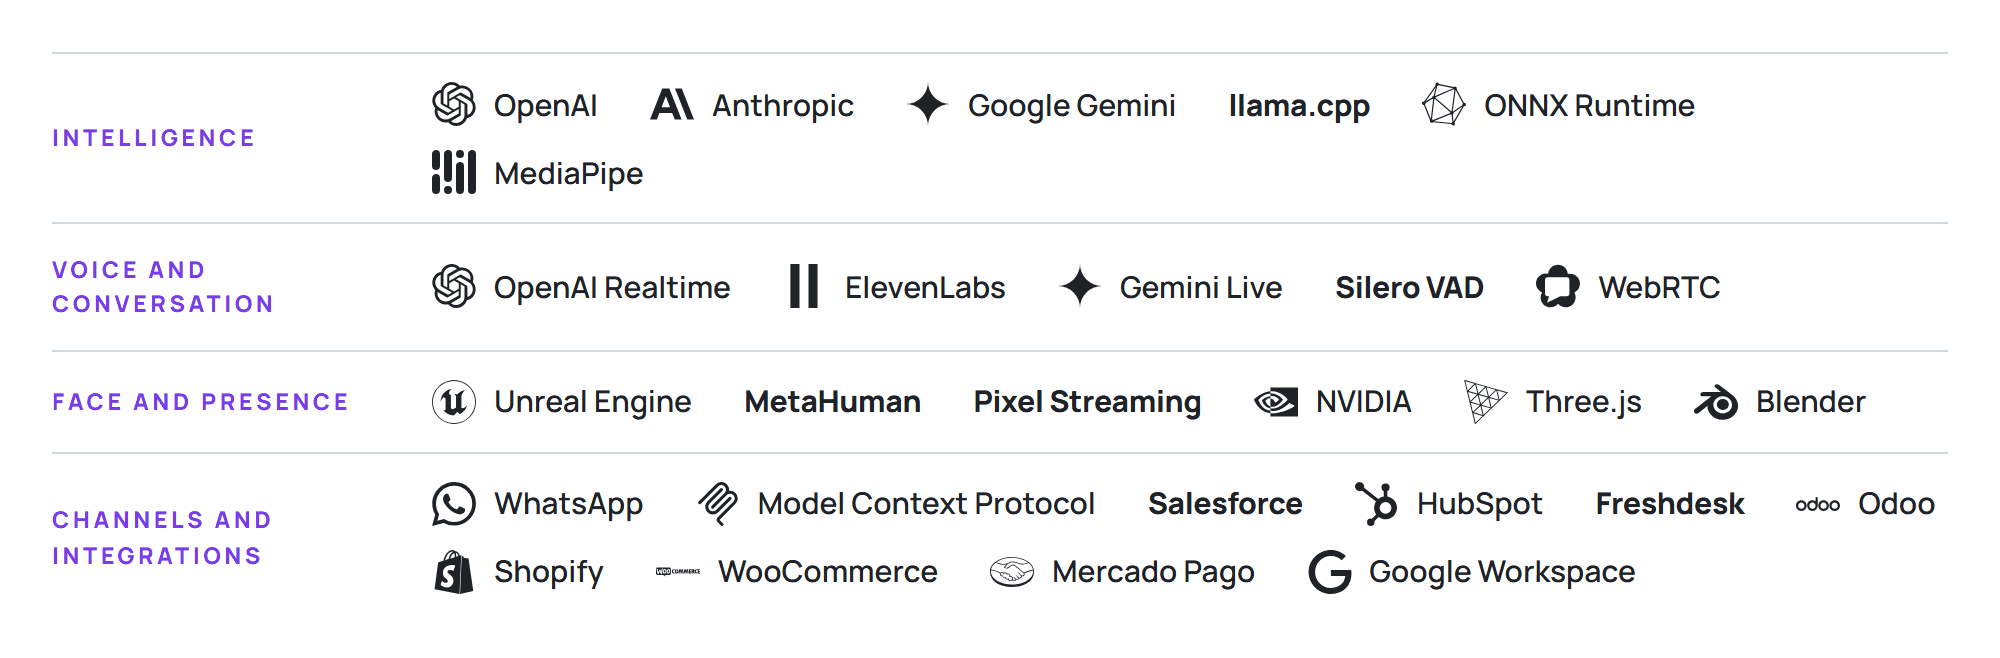 INTELLIGENCE
OpenAI Anthropic Google Gemini llama.cpp ONNX Runtime
MediaPipe
VOICE AND
CONVERSATION
OpenAI Realtime ElevenLabs Gemini Live Silero VAD WebRTC
FACE AND PRESENCE
Unreal Engine MetaHuman Pixel Streaming NVIDIA Three.js Blender
CHANNELS AND
INTEGRATIONS
WhatsApp Model Context Protocol Salesforce HubSpot Freshdesk odoo Odoo
Shopify WOO COMMERCE WooCommerce Mercado Pago Google Workspace